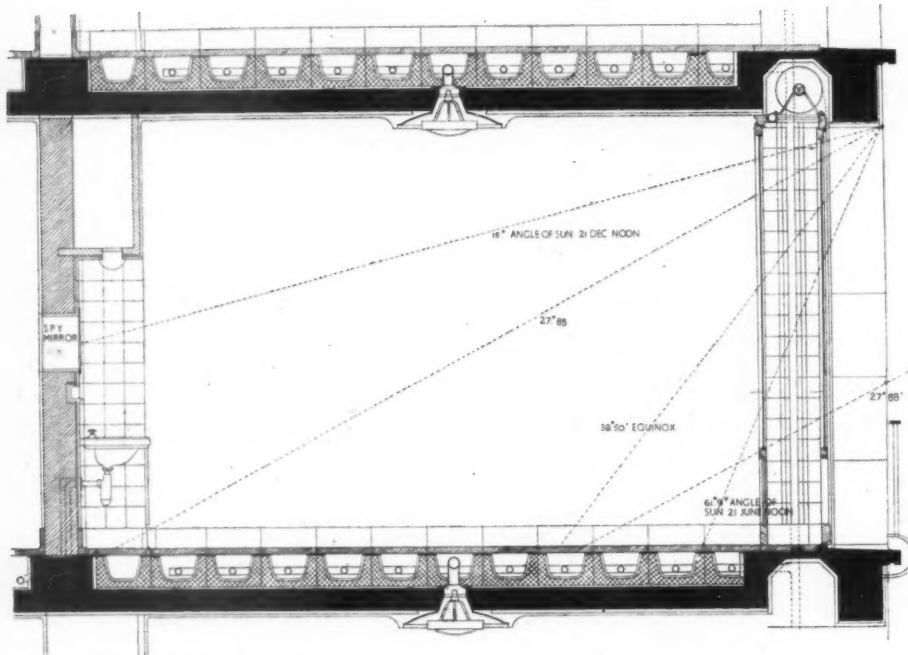 15° ANGLE OF SUN 21 DEC NOON
SPY
MIRROR
27°88
27°88'
38°50' EQUINOX
61°9" ANGLE OF
SUN 21 JUNE NOON